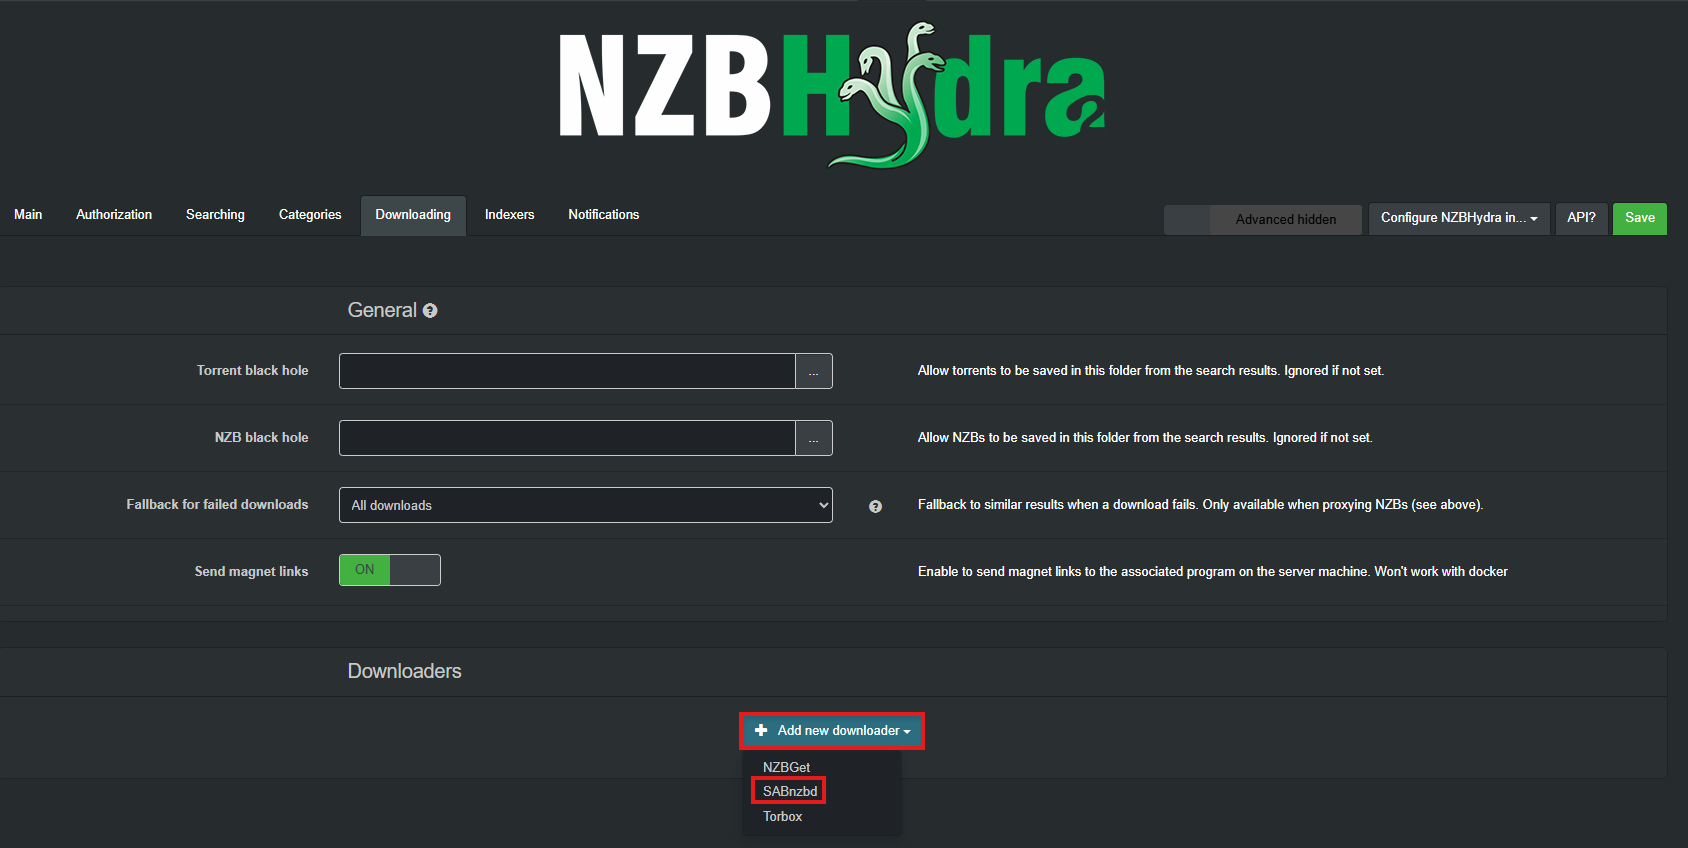 NZBHydra2
Main Authorization Searching Categories Downloading Indexers Notifications Advanced hidden Configure NZBHydra in... API? Save
General ?
Torrent black hole ... Allow torrents to be saved in this folder from the search results. Ignored if not set.
NZB black hole ... Allow NZBs to be saved in this folder from the search results. Ignored if not set.
Fallback for failed downloads All downloads ? Fallback to similar results when a download fails. Only available when proxying NZBs (see above).
Send magnet links ON Enable to send magnet links to the associated program on the server machine. Won't work with docker
Downloaders
Add new downloader
NZBGet
SABnzbd
Torbox